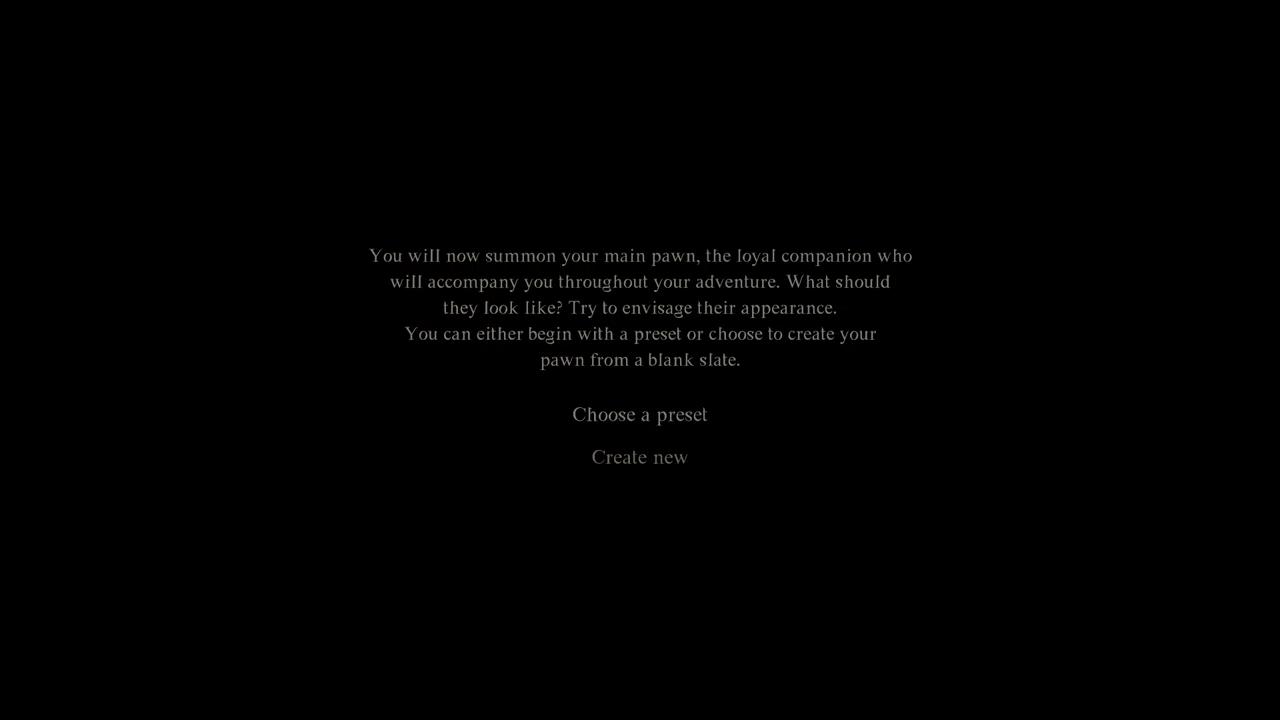 You will now summon your main pawn, the loyal companion who
will accompany you throughout your adventure. What should
they look like? Try to envisage their appearance.
You can either begin with a preset or choose to create your
pawn from a blank slate.
Choose a preset
Create new